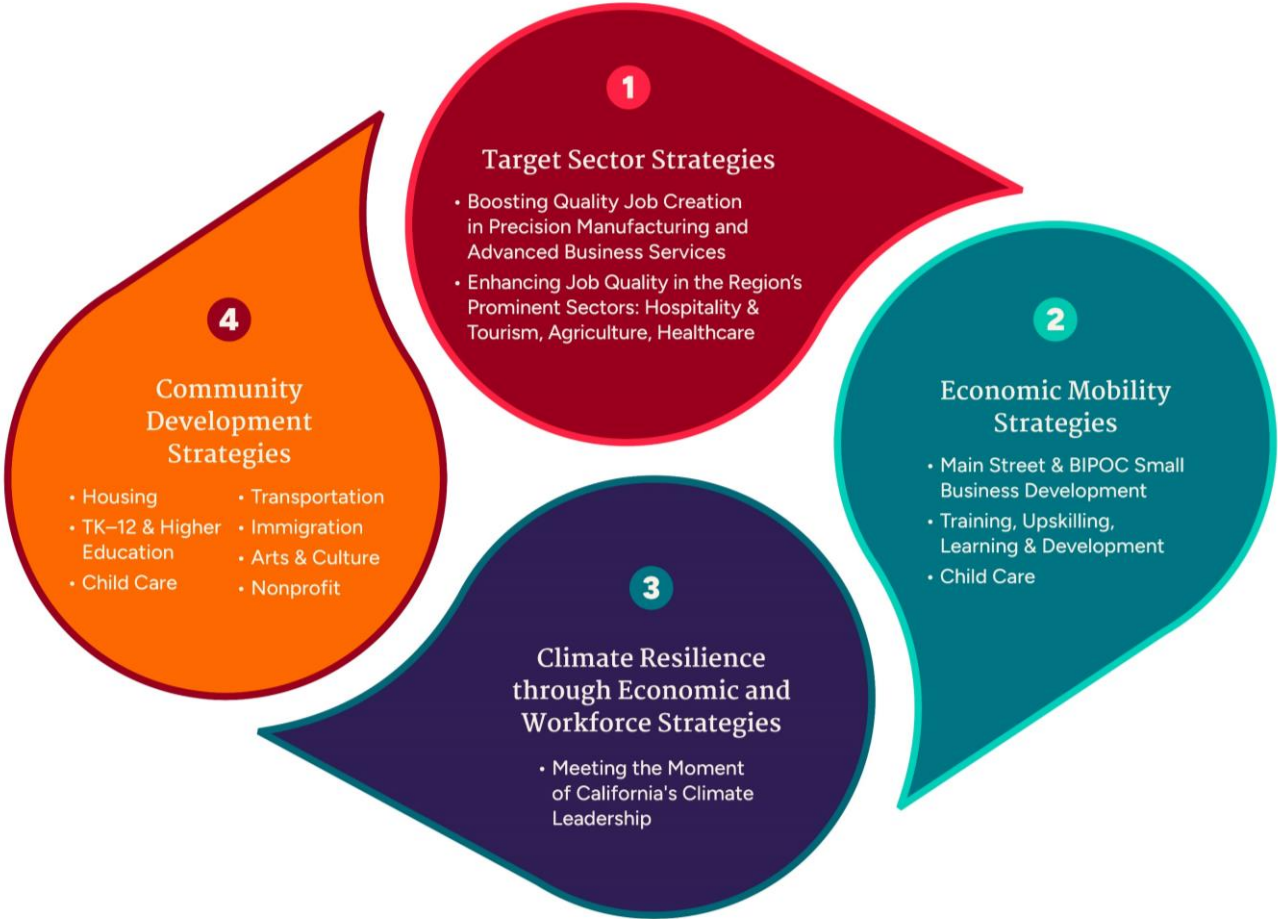 1
Target Sector Strategies
• Boosting Quality Job Creation
in Precision Manufacturing and
Advanced Business Services
• Enhancing Job Quality in the Region’s
Prominent Sectors: Hospitality &
Tourism, Agriculture, Healthcare
2
Economic Mobility
Strategies
• Main Street & BIPOC Small
Business Development
• Training, Upskilling,
Learning & Development
• Child Care
3
Climate Resilience
through Economic and
Workforce Strategies
• Meeting the Moment
of California's Climate
Leadership
4
Community
Development
Strategies
• Housing
• TK–12 & Higher
Education
• Child Care
• Transportation
• Immigration
• Arts & Culture
• Nonprofit